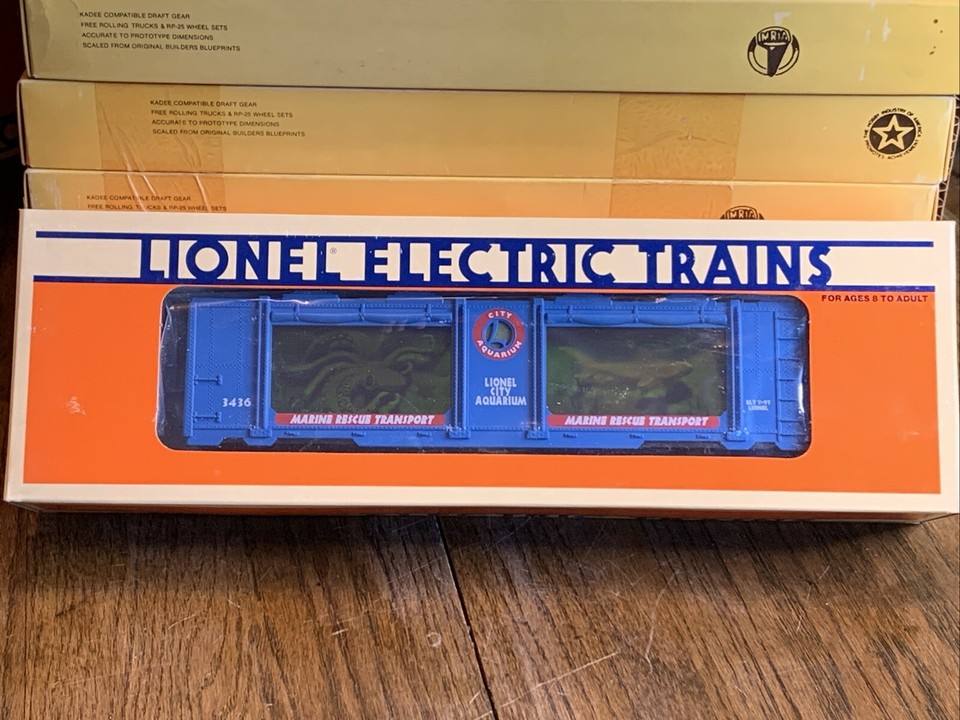 KADEE COMPATIBLE DRAFT GEAR
FREE ROLLING TRUCKS & RP-25 WHEEL SETS
ACCURATE TO PROTOTYPE DIMENSIONS
SCALED FROM ORIGINAL BUILDERS BLUEPRINTS
KADEE COMPATIBLE DRAFT GEAR
FREE ROLLING TRUCKS & RP-25 WHEEL SETS
ACCURATE TO PROTOTYPE DIMENSIONS
SCALED FROM ORIGINAL BUILDERS BLUEPRINTS
KADEE COMPATIBLE DRAFT GEAR
FREE ROLLING TRUCKS & RP-25 WHEEL SETS
LIONEL® ELECTRIC TRAINS
FOR AGES 8 TO ADULT
CITY AQUARIUM
LIONEL
CITY
AQUARIUM
3436
BLT
LIONEL
MARINE RESCUE TRANSPORT
MARINE RESCUE TRANSPORT